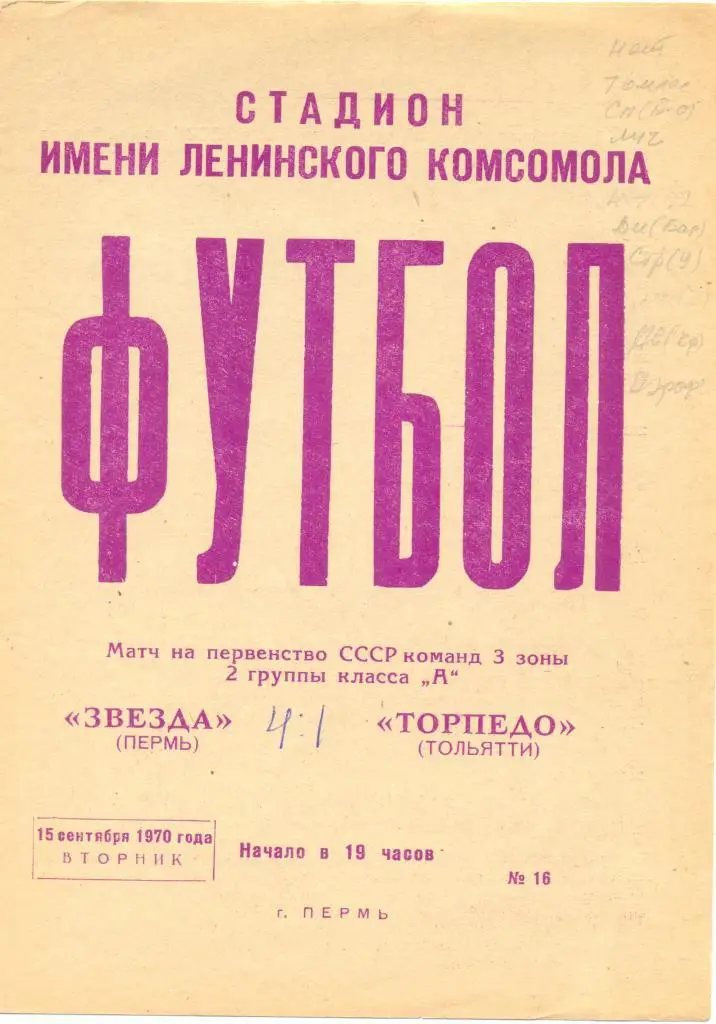 СТАДИОН
ИМЕНИ ЛЕНИНСКОГО КОМСОМОЛА
ФУТБОЛ
Матч на первенство СССР команд 3 зоны
2 группы класса „А“
«ЗВЕЗДА» 4:1 «ТОРПЕДО»
(ПЕРМЬ) (ТОЛЬЯТТИ)
15 сентября 1970 года
ВТОРНИК
Начало в 19 часов
№ 16
г. ПЕРМЬ